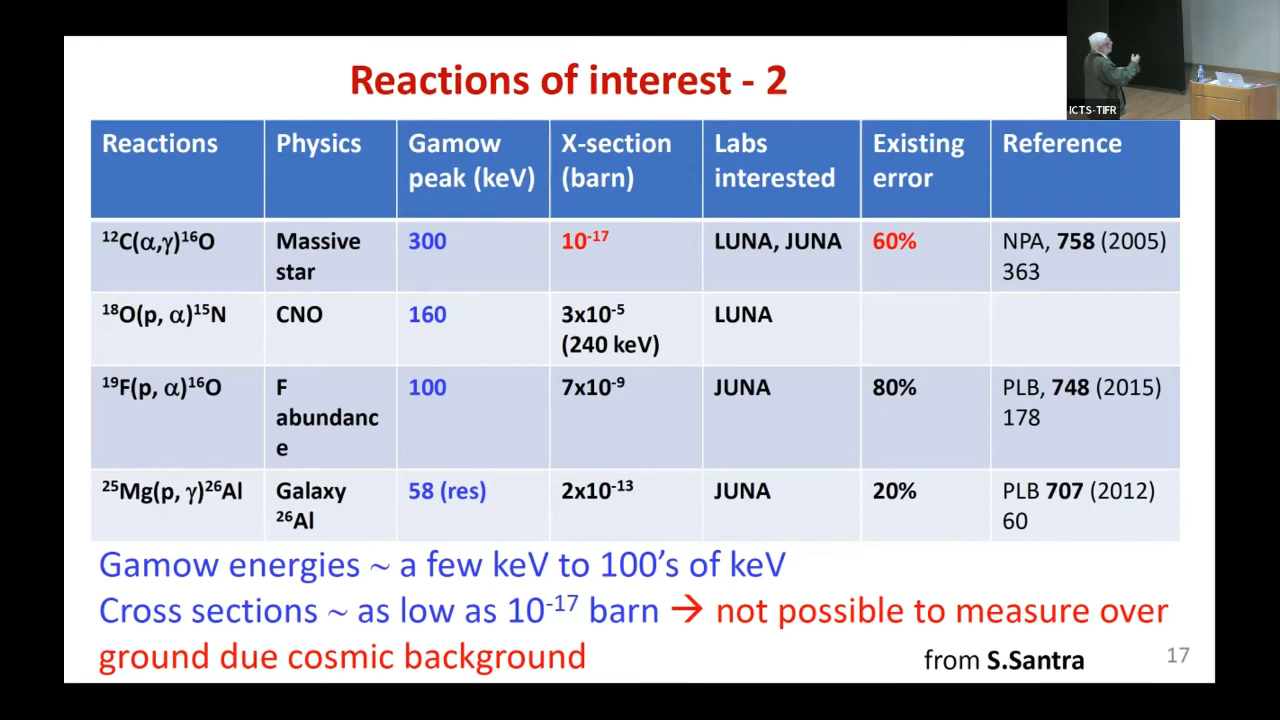 Reactions of interest - 2
ICTS-TIFR
Reactions Physics Gamow peak (keV) X-section (barn) Labs interested Existing error Reference
¹²C(α,γ)¹⁶O Massive star 300 10⁻¹⁷ LUNA, JUNA 60% NPA, 758 (2005) 363
¹⁸O(p, α)¹⁵N CNO 160 3x10⁻⁵ (240 keV) LUNA
¹⁹F(p, α)¹⁶O F abundanc e 100 7x10⁻⁹ JUNA 80% PLB, 748 (2015) 178
²⁵Mg(p, γ)²⁶Al Galaxy ²⁶Al 58 (res) 2x10⁻¹³ JUNA 20% PLB 707 (2012) 60
Gamow energies ~ a few keV to 100's of keV
Cross sections ~ as low as 10⁻¹⁷ barn → not possible to measure over
ground due cosmic background
from S.Santra
17